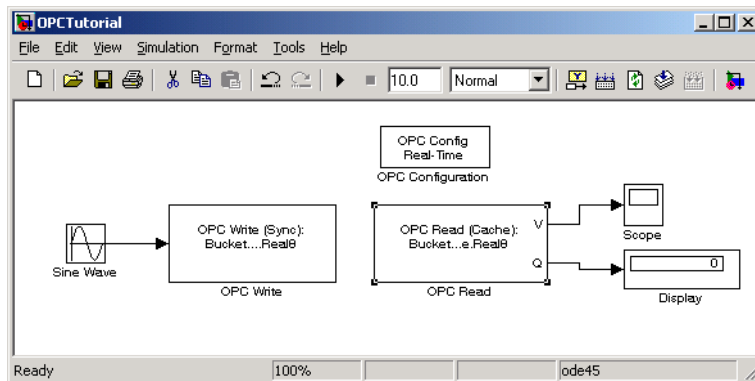 OPCTutorial
File Edit View Simulation Format Tools Help
10.0 Normal
OPC Config
Real-Time
OPC Configuration
OPC Write (Sync):
Bucket....Real8
OPC Write
Sine Wave
OPC Read (Cache):
Bucket...e.Real8
V
Q
OPC Read
Scope
0
Display
Ready 100% ode45